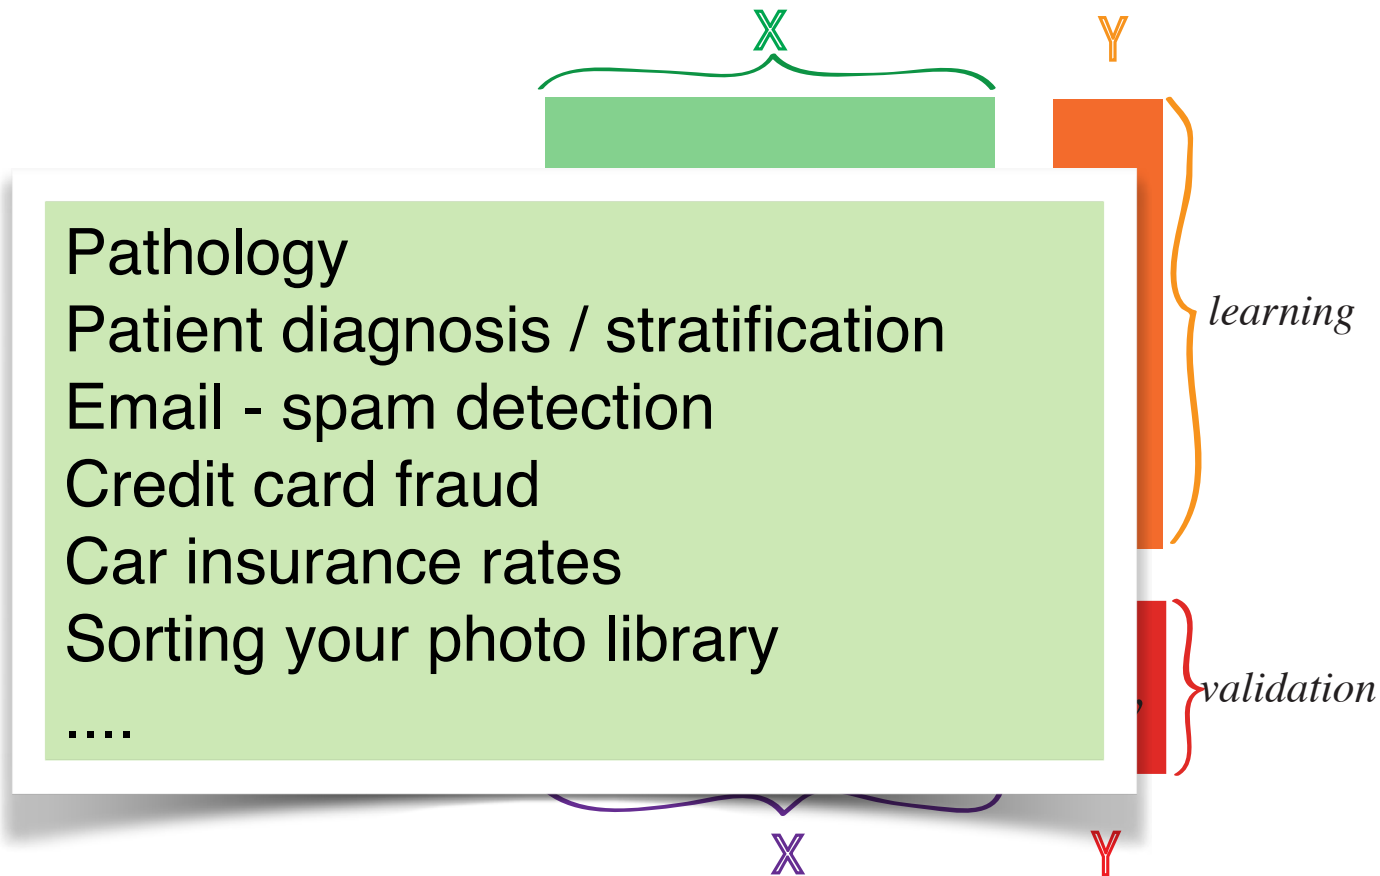 𝕏 𝕐
Pathology
Patient diagnosis / stratification
Email - spam detection
Credit card fraud
Car insurance rates
Sorting your photo library
....
learning
validation
𝕏 𝕐